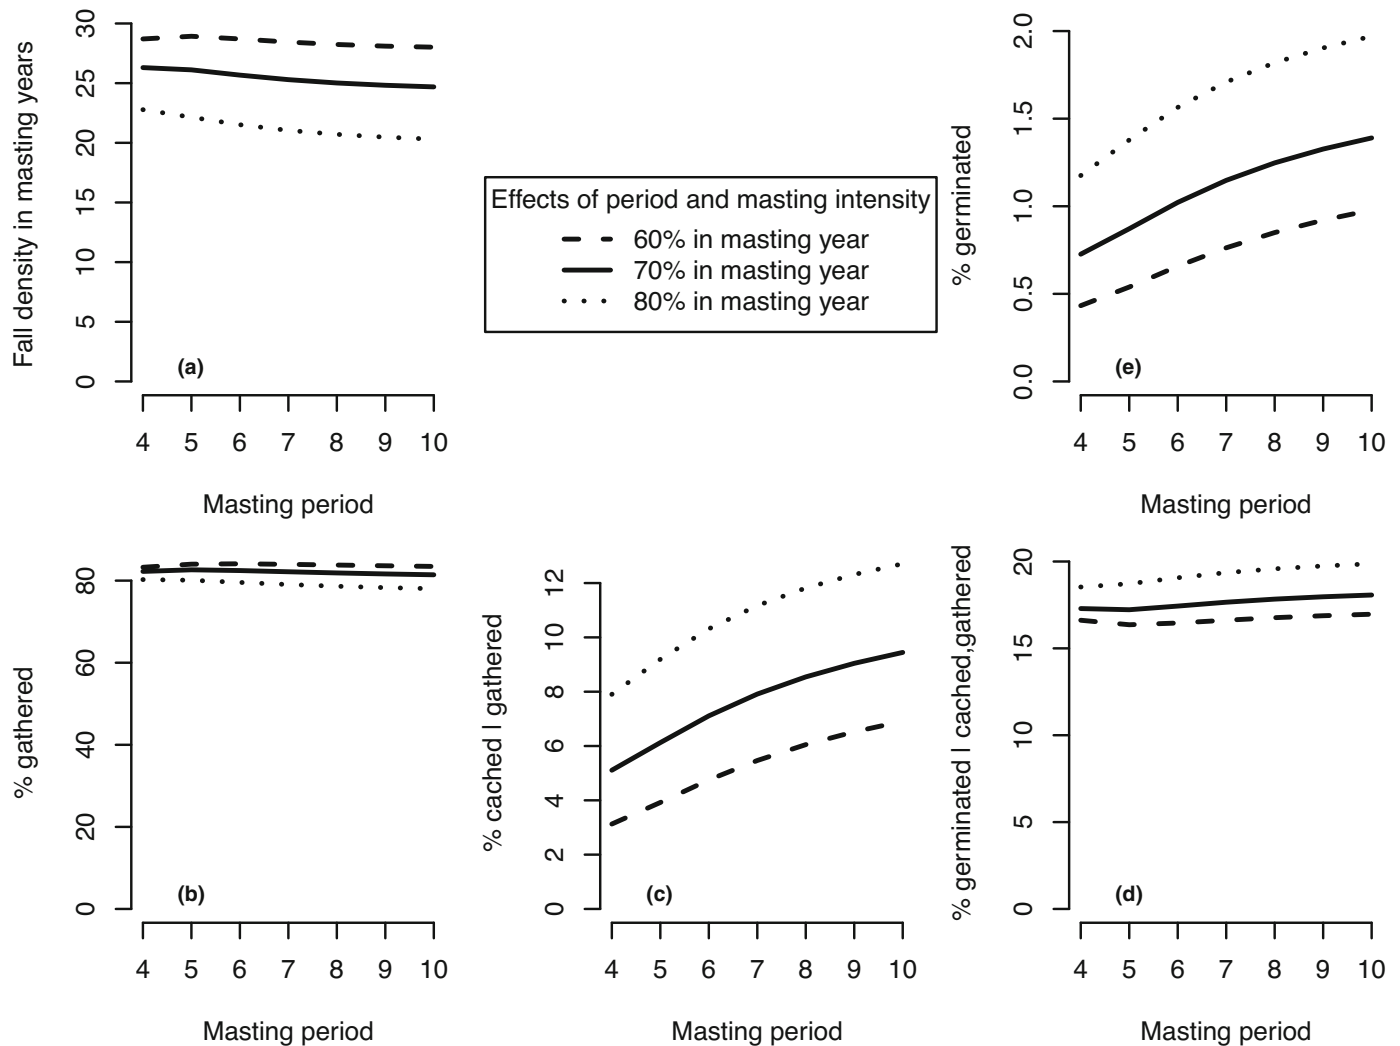 Fall density in masting years
30
25
20
15
10
5
0
(a)
4 5 6 7 8 9 10
Masting period
Effects of period and masting intensity
60% in masting year
70% in masting year
80% in masting year
% germinated
2.0
1.5
1.0
0.5
0.0
(e)
4 5 6 7 8 9 10
Masting period
% gathered
80
60
40
20
0
(b)
4 5 6 7 8 9 10
Masting period
% cached | gathered
12
10
8
6
4
2
0
(c)
4 5 6 7 8 9 10
Masting period
% germinated | cached,gathered
20
15
10
5
0
(d)
4 5 6 7 8 9 10
Masting period